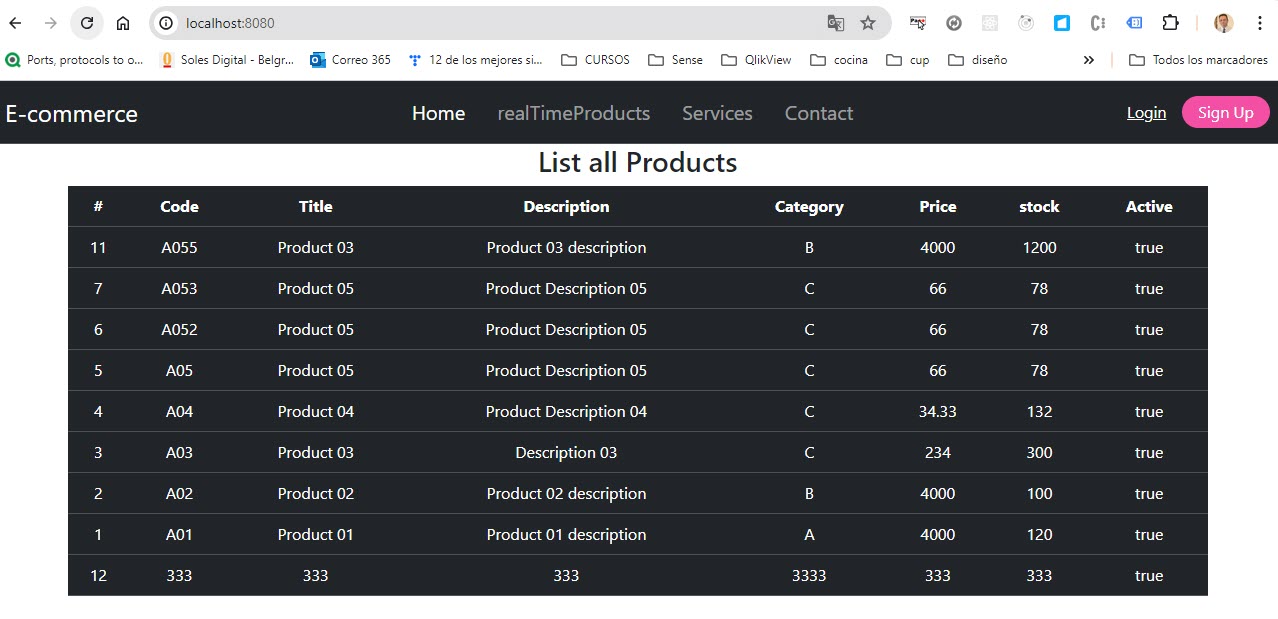 localhost:8080
Ports, protocols to o... Soles Digital - Belgr... Correo 365 12 de los mejores si... CURSOS Sense QlikView cocina cup diseño » Todos los marcadores
E-commerce Home realTimeProducts Services Contact Login Sign Up
List all Products
# Code Title Description Category Price stock Active
11 A055 Product 03 Product 03 description B 4000 1200 true
7 A053 Product 05 Product Description 05 C 66 78 true
6 A052 Product 05 Product Description 05 C 66 78 true
5 A05 Product 05 Product Description 05 C 66 78 true
4 A04 Product 04 Product Description 04 C 34.33 132 true
3 A03 Product 03 Description 03 C 234 300 true
2 A02 Product 02 Product 02 description B 4000 100 true
1 A01 Product 01 Product 01 description A 4000 120 true
12 333 333 333 3333 333 333 true